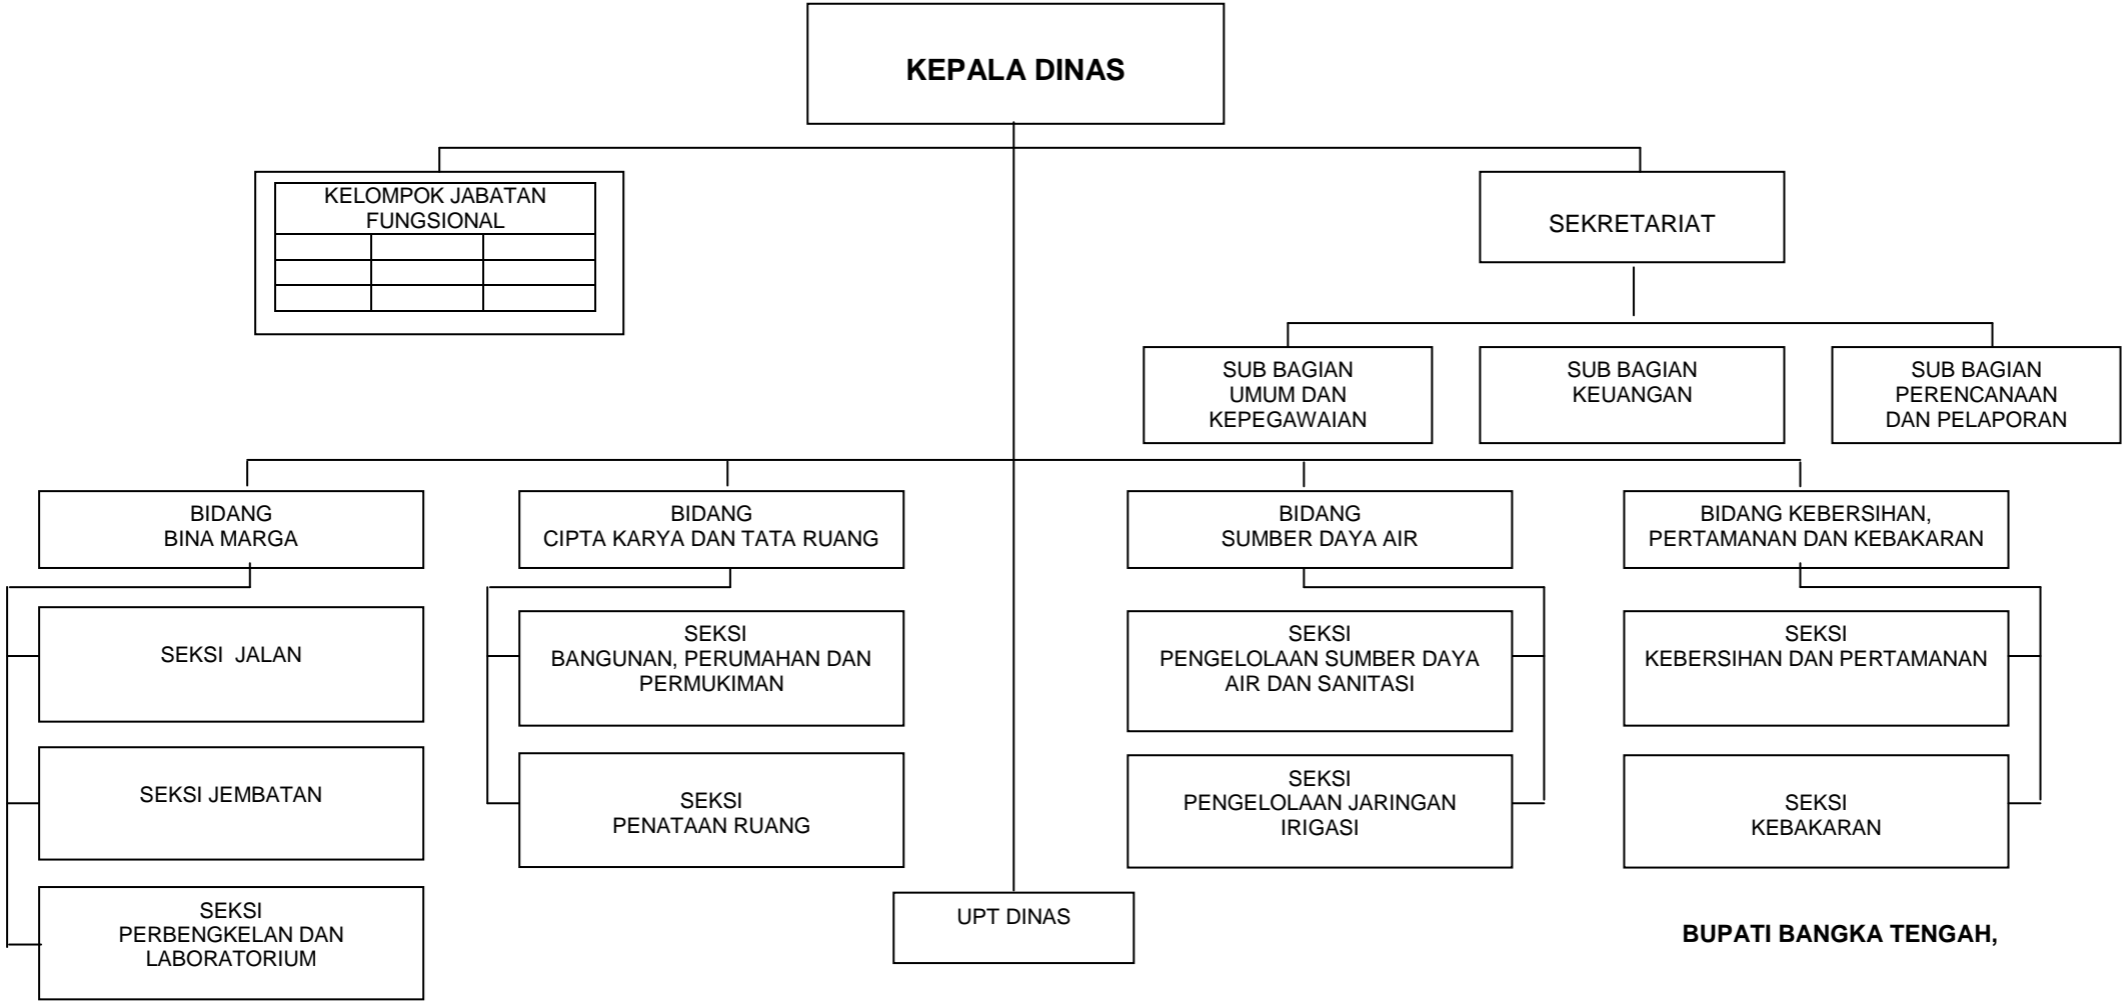 KEPALA DINAS
KELOMPOK JABATAN
FUNGSIONAL
SEKRETARIAT
SUB BAGIAN
UMUM DAN
KEPEGAWAIAN
SUB BAGIAN
KEUANGAN
SUB BAGIAN
PERENCANAAN
DAN PELAPORAN
BIDANG
BINA MARGA
BIDANG
CIPTA KARYA DAN TATA RUANG
BIDANG
SUMBER DAYA AIR
BIDANG KEBERSIHAN,
PERTAMANAN DAN KEBAKARAN
SEKSI JALAN
SEKSI
BANGUNAN, PERUMAHAN DAN
PERMUKIMAN
SEKSI
PENGELOLAAN SUMBER DAYA
AIR DAN SANITASI
SEKSI
KEBERSIHAN DAN PERTAMANAN
SEKSI JEMBATAN
SEKSI
PENATAAN RUANG
SEKSI
PENGELOLAAN JARINGAN
IRIGASI
SEKSI
KEBAKARAN
SEKSI
PERBENGKELAN DAN
LABORATORIUM
UPT DINAS
BUPATI BANGKA TENGAH,